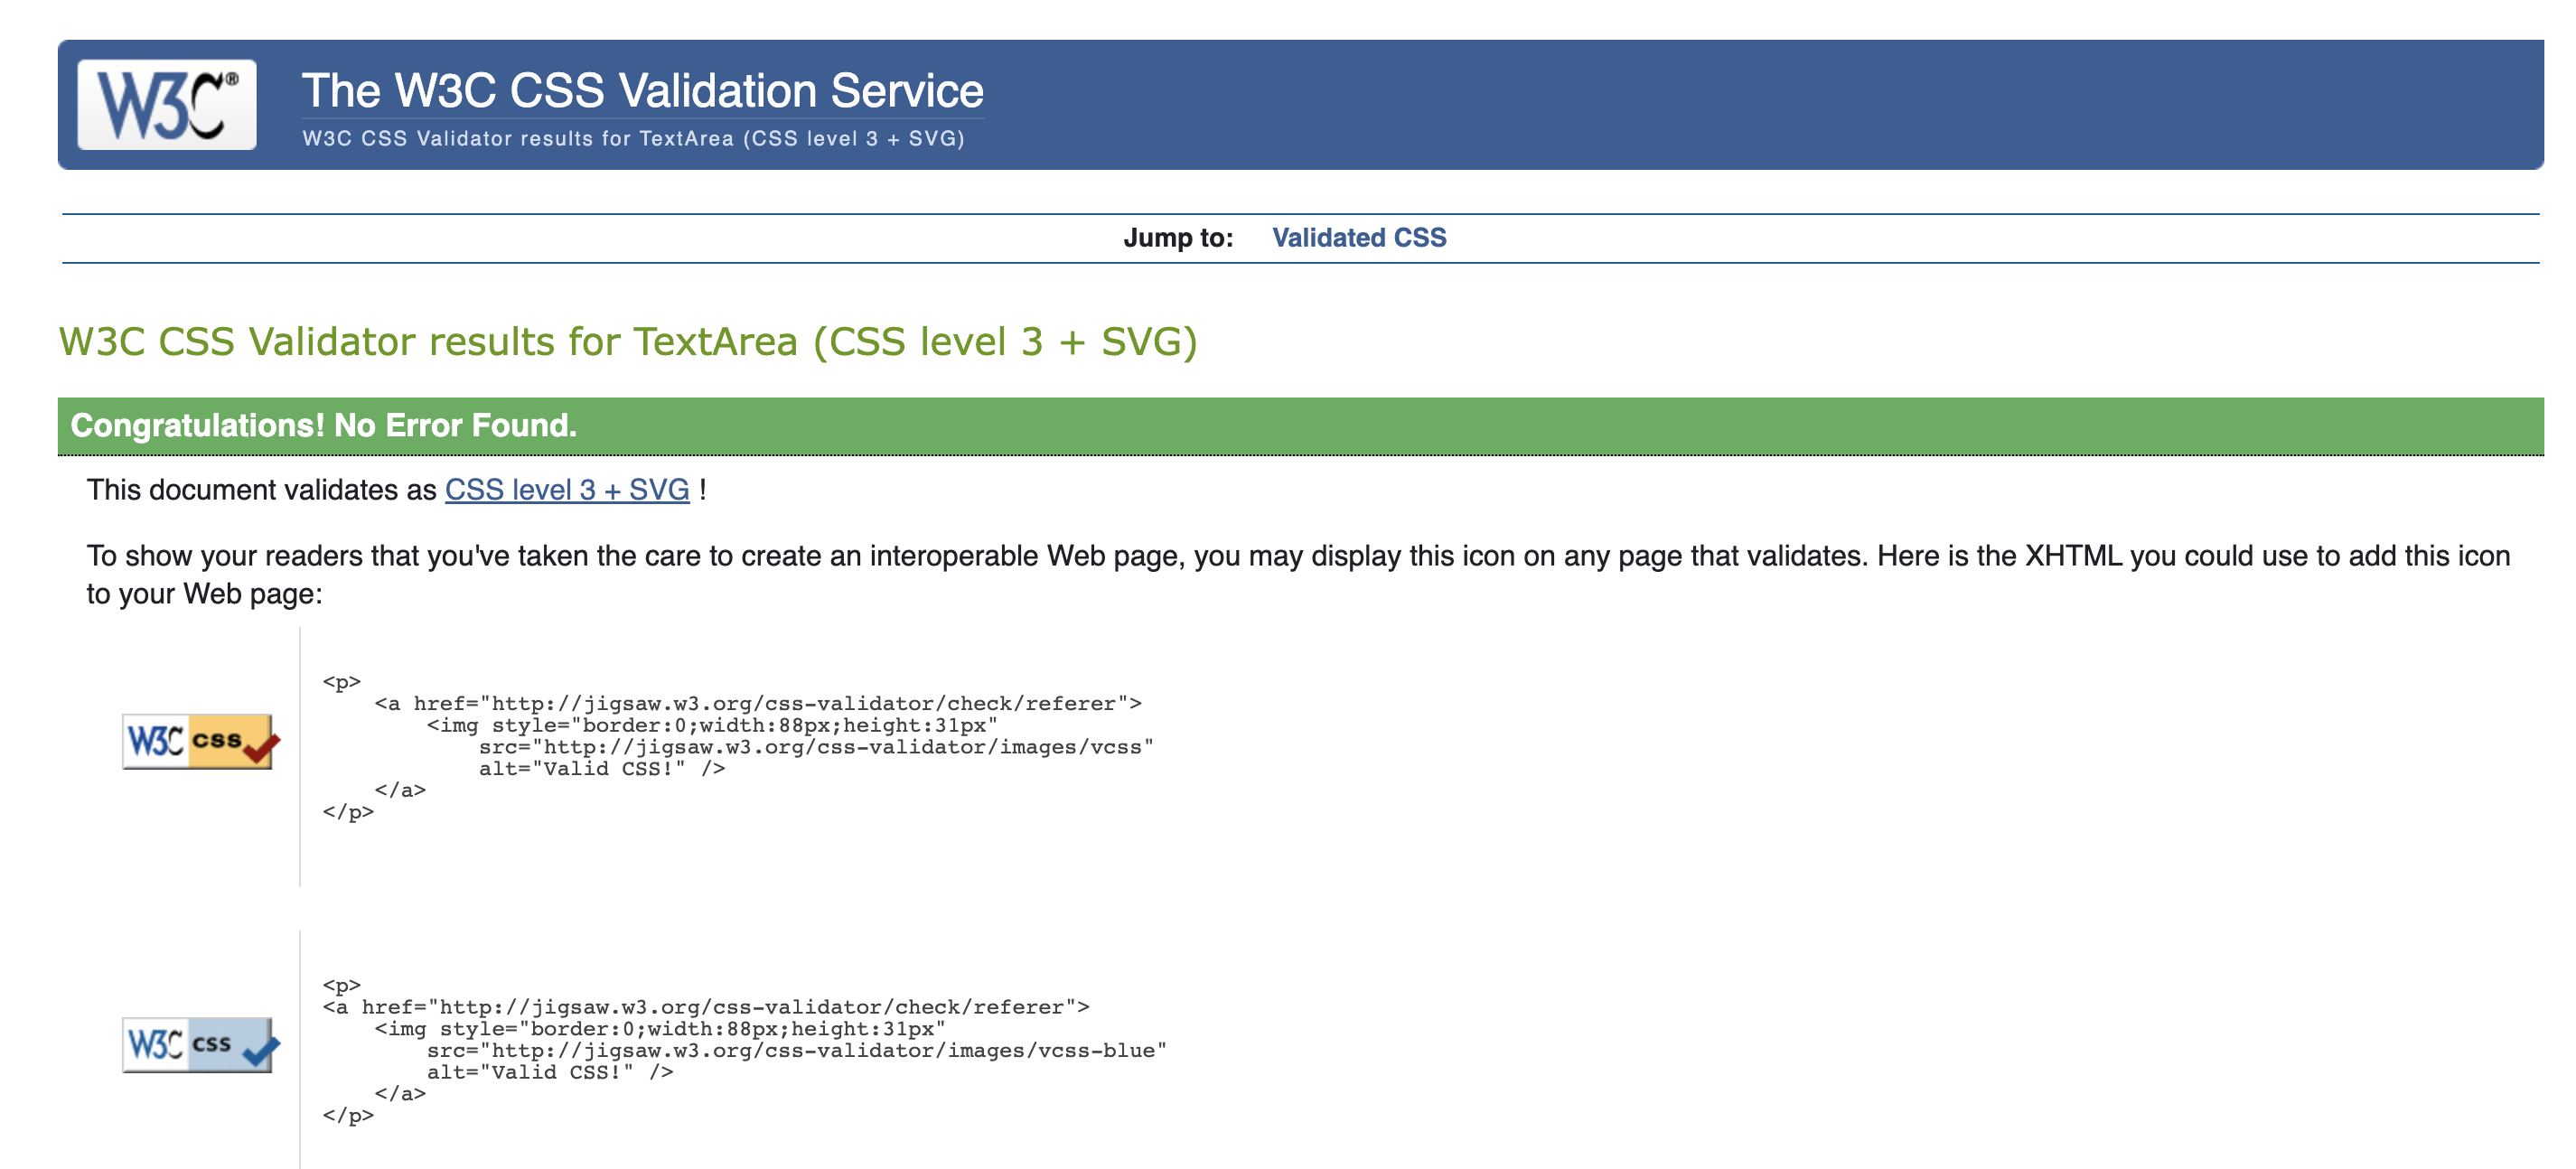 W3C®
The W3C CSS Validation Service
W3C CSS Validator results for TextArea (CSS level 3 + SVG)
Jump to: Validated CSS
W3C CSS Validator results for TextArea (CSS level 3 + SVG)
Congratulations! No Error Found.
This document validates as CSS level 3 + SVG !
To show your readers that you've taken the care to create an interoperable Web page, you may display this icon on any page that validates. Here is the XHTML you could use to add this icon
to your Web page:
<p>
    <a href="http://jigsaw.w3.org/css-validator/check/referer">
        <img style="border:0;width:88px;height:31px"
            src="http://jigsaw.w3.org/css-validator/images/vcss"
W3C css
            alt="Valid CSS!" />
    </a>
</p>
<p>
<a href="http://jigsaw.w3.org/css-validator/check/referer">
    <img style="border:0;width:88px;height:31px"
W3C css
        src="http://jigsaw.w3.org/css-validator/images/vcss-blue"
        alt="Valid CSS!" />
    </a>
</p>